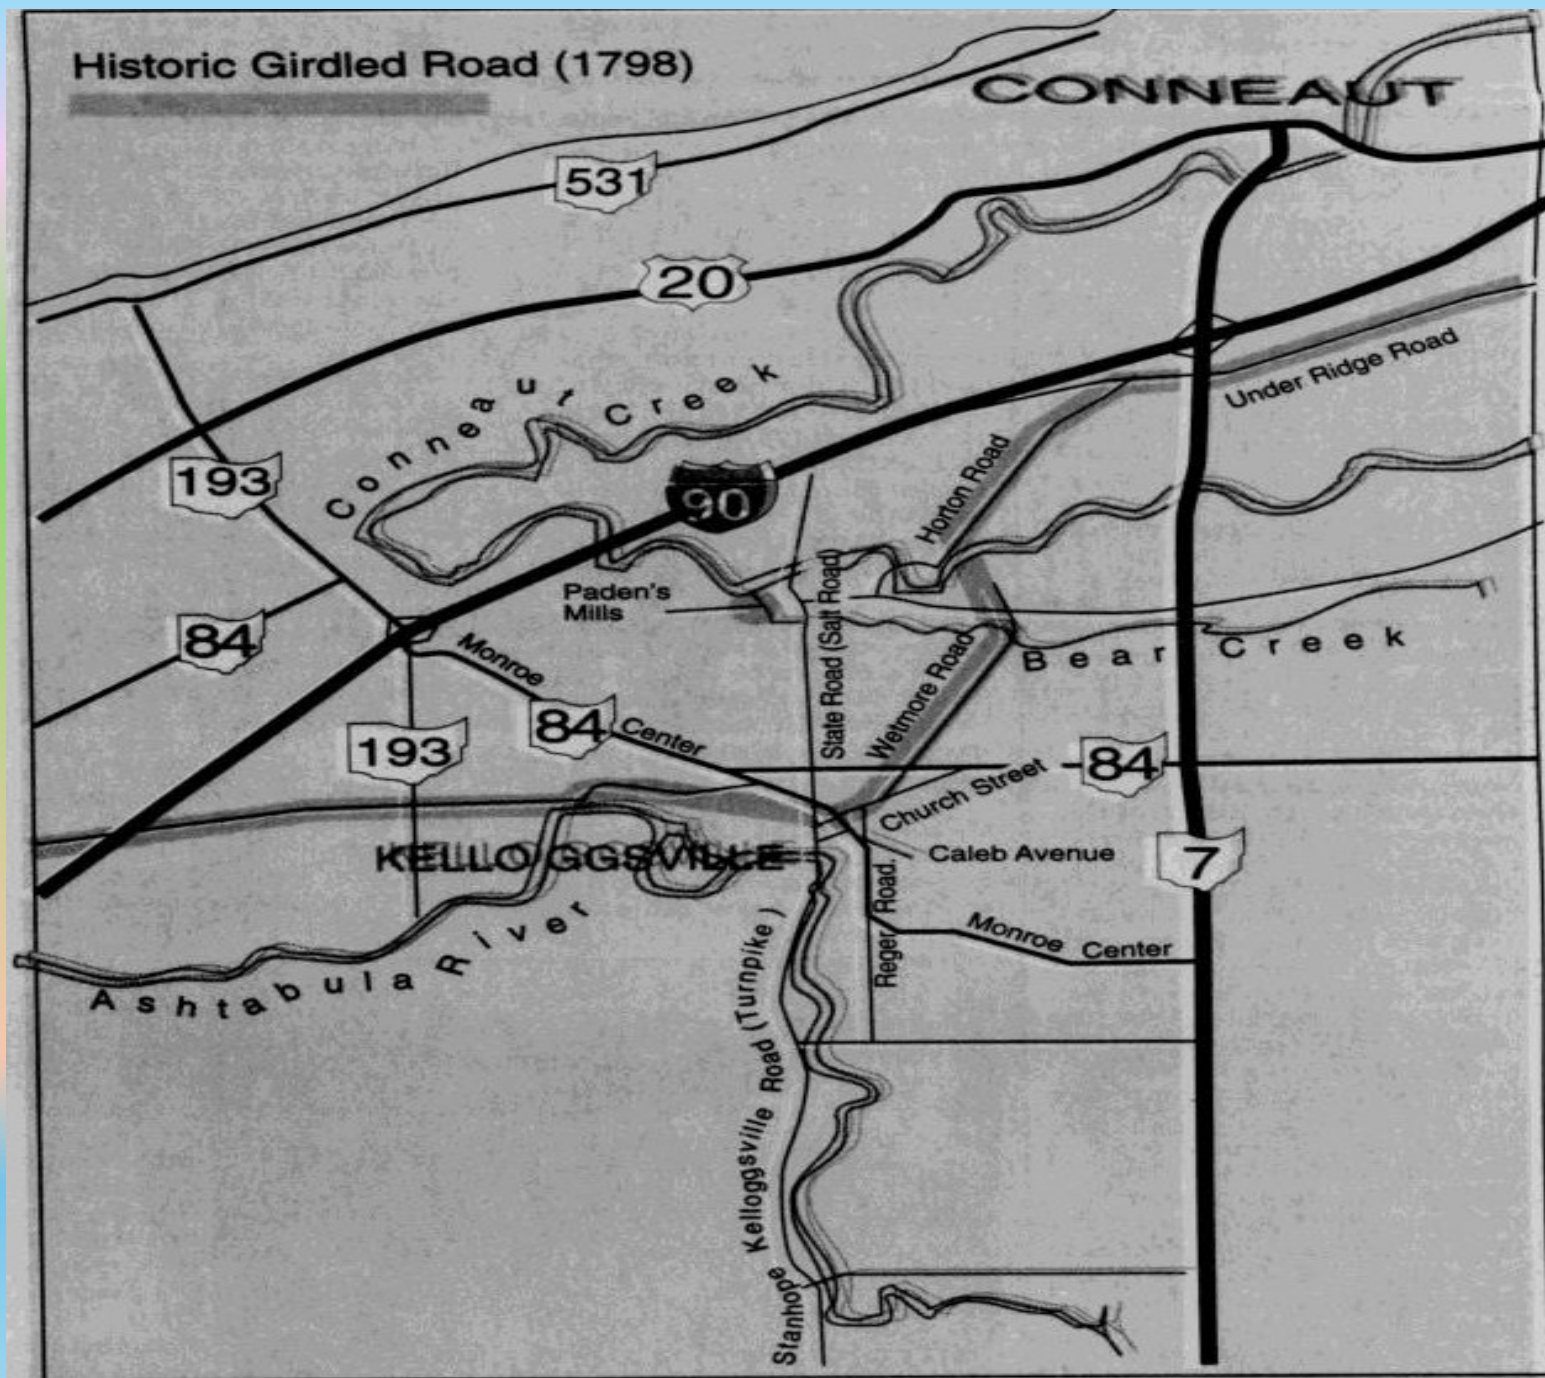 Historic Girdled Road (1798)
CONNEAUT
531
20
Under Ridge Road
Conneaut Creek
193
90
Horton Road
Paden's
Mills
State Road (Salt Road)
84
Monroe
Bear Creek
Wetmore Road
84
Center
193
84
Church Street
KELLOGGSVILLE
Caleb Avenue
7
Reger Road.
Monroe Center
Ashtabula River
Stanhope Kelloggsville Road (Turnpike)